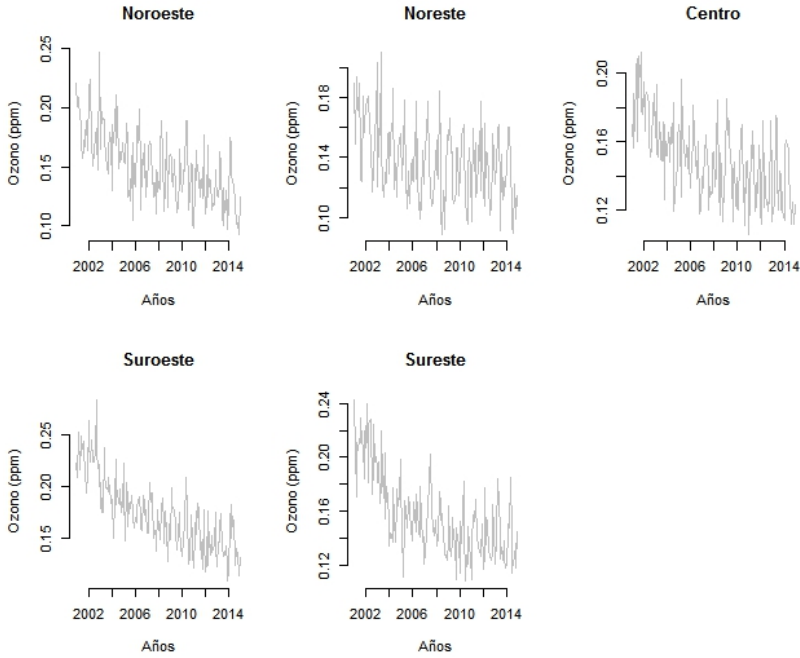 Noroeste
Ozono (ppm)
0.25
0.20
0.15
0.10
2002 2006 2010 2014
Años
Noreste
Ozono (ppm)
0.18
0.14
0.10
2002 2006 2010 2014
Años
Centro
Ozono (ppm)
0.20
0.16
0.12
2002 2006 2010 2014
Años
Suroeste
Ozono (ppm)
0.25
0.20
0.15
2002 2006 2010 2014
Años
Sureste
Ozono (ppm)
0.24
0.20
0.16
0.12
2002 2006 2010 2014
Años